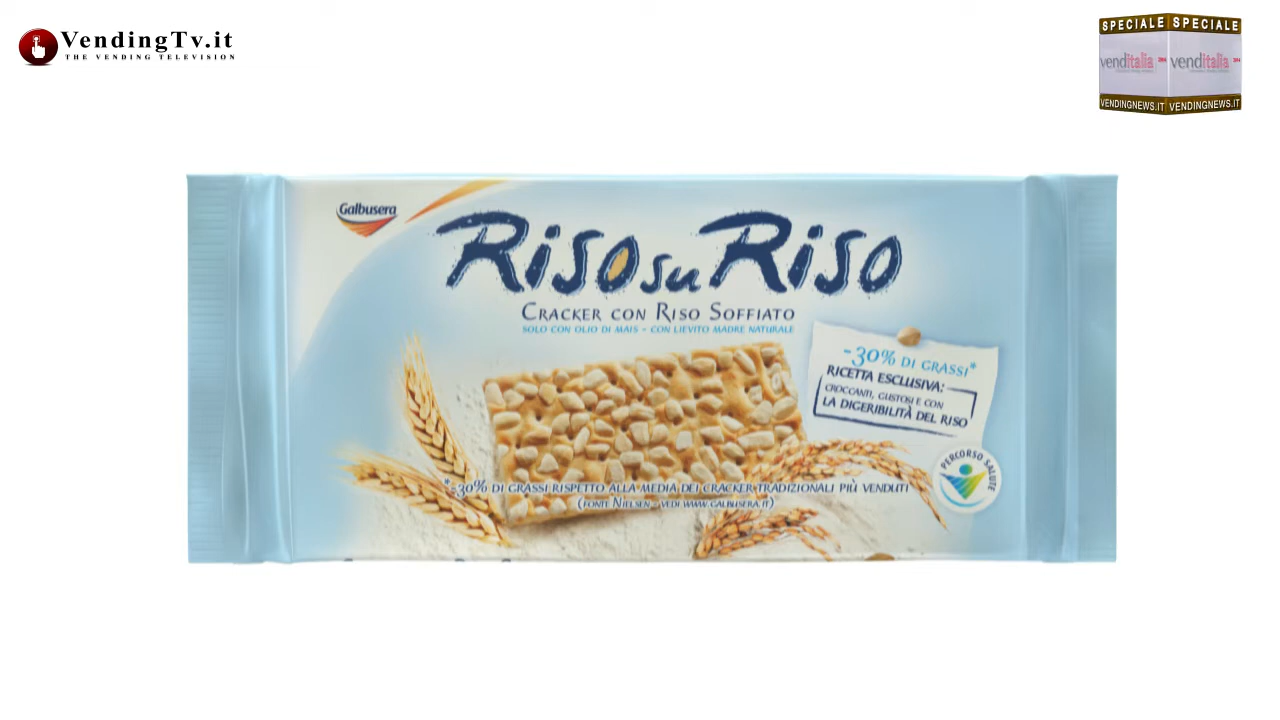 VendingTv.it
THE VENDING TELEVISION
SPECIALE SPECIALE
venditalia venditalia
VENDINGNEWS.IT VENDINGNEWS.IT
Galbusera
RISO su RISO
CRACKER CON RISO SOFFIATO
SOLO CON OLIO DI MAIS - CON LIEVITO MADRE NATURALE
-30% DI GRASSI*
RICETTA ESCLUSIVA:
CROCCANTI, GUSTOSI E CON
LA DIGERIBILITÀ DEL RISO
PERCORSO SALUTE
*-30% DI GRASSI RISPETTO ALLA MEDIA DEI CRACKER TRADIZIONALI PIÙ VENDUTI
(FONTE NIELSEN - VEDI WWW.GALBUSERA.IT)